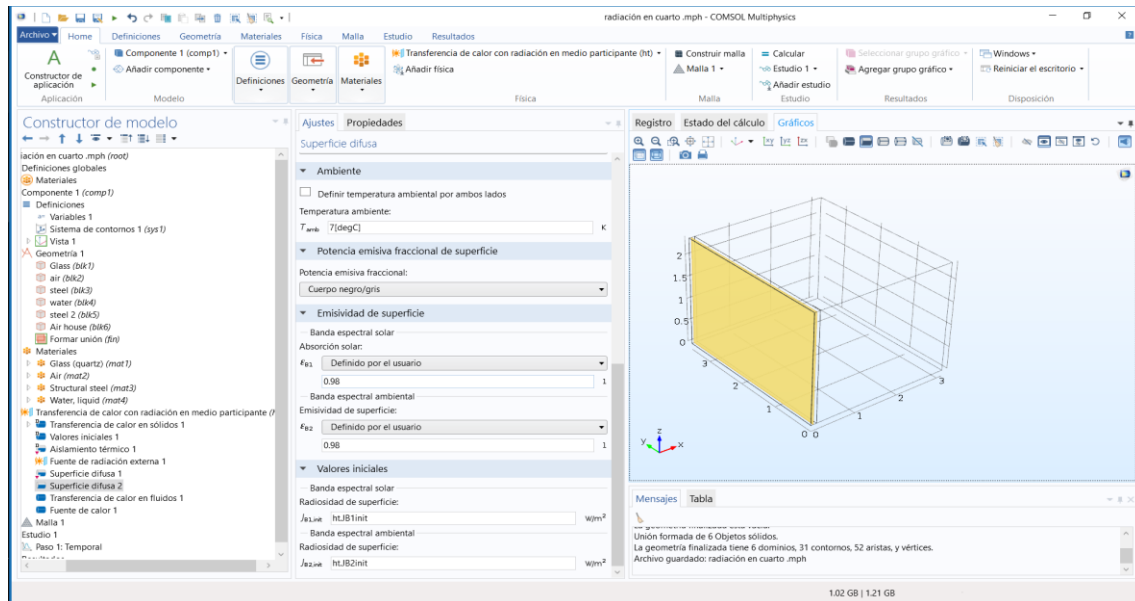 radiación en cuarto .mph - COMSOL Multiphysics
Archivo Home Definiciones Geometría Materiales Física Malla Estudio Resultados
A
Constructor de
aplicación
Aplicación
Componente 1 (comp1)
Añadir componente
Modelo
Definiciones
Geometría
Materiales
Transferencia de calor con radiación en medio participante (ht)
Añadir física
Física
Construir malla
Malla 1
Malla
Calcular
Estudio 1
Añadir estudio
Estudio
Seleccionar grupo gráfico
Agregar grupo gráfico
Resultados
Windows
Reiniciar el escritorio
Disposición
Constructor de modelo
iación en cuarto .mph (root)
Definiciones globales
Materiales
Componente 1 (comp1)
Definiciones
Variables 1
Sistema de contornos 1 (sys1)
Vista 1
Geometría 1
Glass (blk1)
air (blk2)
steel (blk3)
water (blk4)
steel 2 (blk5)
Air house (blk6)
Formar unión (fin)
Materiales
Glass (quartz) (mat1)
Air (mat2)
Structural steel (mat3)
Water, liquid (mat4)
Transferencia de calor con radiación en medio participante
Transferencia de calor en sólidos 1
Valores iniciales 1
Aislamiento térmico 1
Fuente de radiación externa 1
Superficie difusa 1
Superficie difusa 2
Transferencia de calor en fluidos 1
Fuente de calor 1
Malla 1
Estudio 1
Paso 1: Temporal
Ajustes Propiedades
Superficie difusa
Ambiente
Definir temperatura ambiental por ambos lados
Temperatura ambiente:
Tamb 7[degC] K
Potencia emisiva fraccional de superficie
Potencia emisiva fraccional:
Cuerpo negro/gris
Emisividad de superficie
Banda espectral solar
Absorción solar:
εB1 Definido por el usuario
0.98 1
Banda espectral ambiental
Emisividad de superficie:
εB2 Definido por el usuario
0.98 1
Valores iniciales
Banda espectral solar
Radiosidad de superficie:
JB1,init ht.JB1init W/m²
Banda espectral ambiental
Radiosidad de superficie:
JB2,init ht.JB2init W/m²
Registro Estado del cálculo Gráficos
2
1.5
1
0.5
0
3
2
1
0 0
1
2
3
z
y x
Mensajes Tabla
Unión formada de 6 Objetos sólidos.
La geometría finalizada tiene 6 dominios, 31 contornos, 52 aristas, y vértices.
Archivo guardado: radiación en cuarto .mph
1.02 GB | 1.21 GB